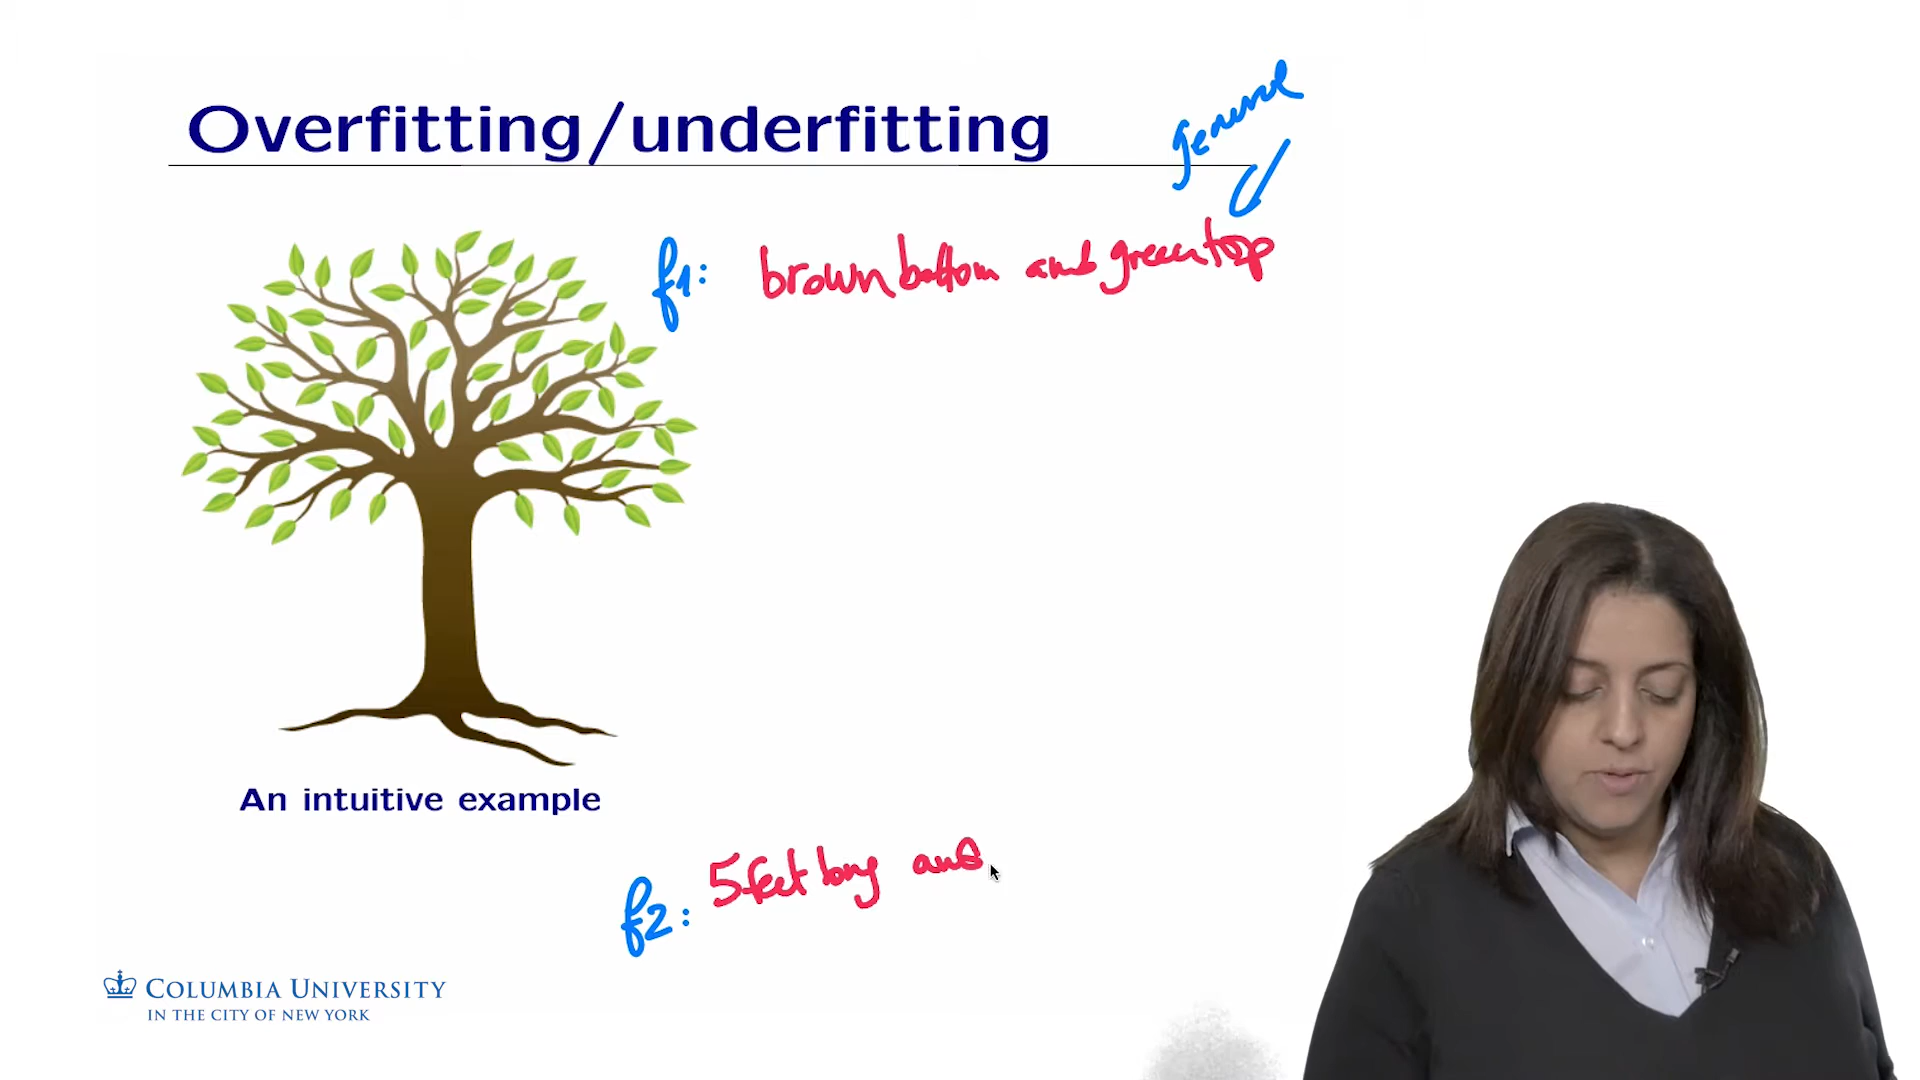 Overfitting/underfitting
general
f1: brown bottom and green top
An intuitive example
f2: 5 feet long and
COLUMBIA UNIVERSITY
IN THE CITY OF NEW YORK